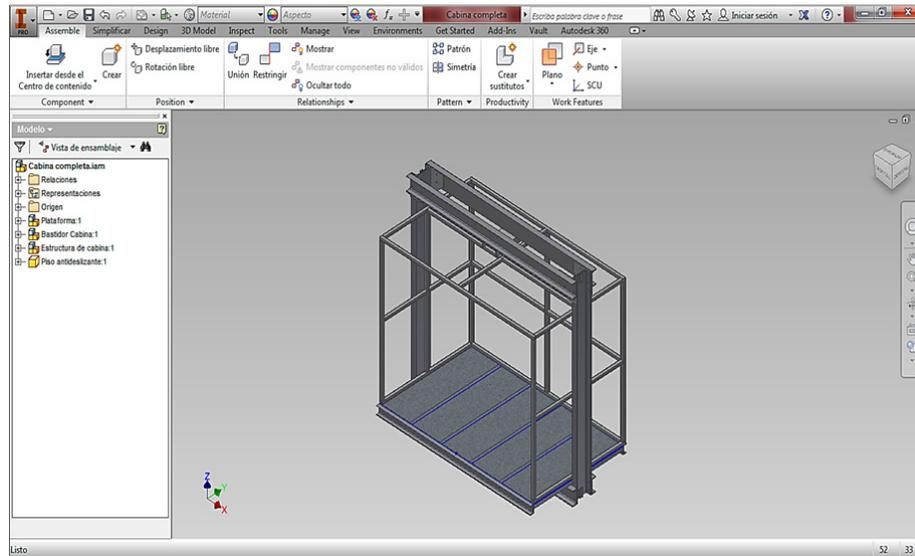 Material
Aspecto
Cabina completa
Escriba palabra clave o frase
Iniciar sesión
PRO
Assemble Simplificar Design 3D Model Inspect Tools Manage View Environments Get Started Add-Ins Vault Autodesk 360
Insertar desde el
Centro de contenido
Crear
Desplazamiento libre
Rotación libre
Unión
Restringir
Mostrar
Mostrar componentes no válidos
Ocultar todo
Patrón
Simetría
Crear
sustitutos
Plano
Eje
Punto
SCU
Component Position Relationships Pattern Productivity Work Features
Modelo
Vista de ensamblaje
Cabina completa.iam
Relaciones
Representaciones
Origen
Plataforma:1
Bastidor Cabina:1
Estructura de cabina:1
Piso antideslizante:1
Z
Y
X
Listo
52 33